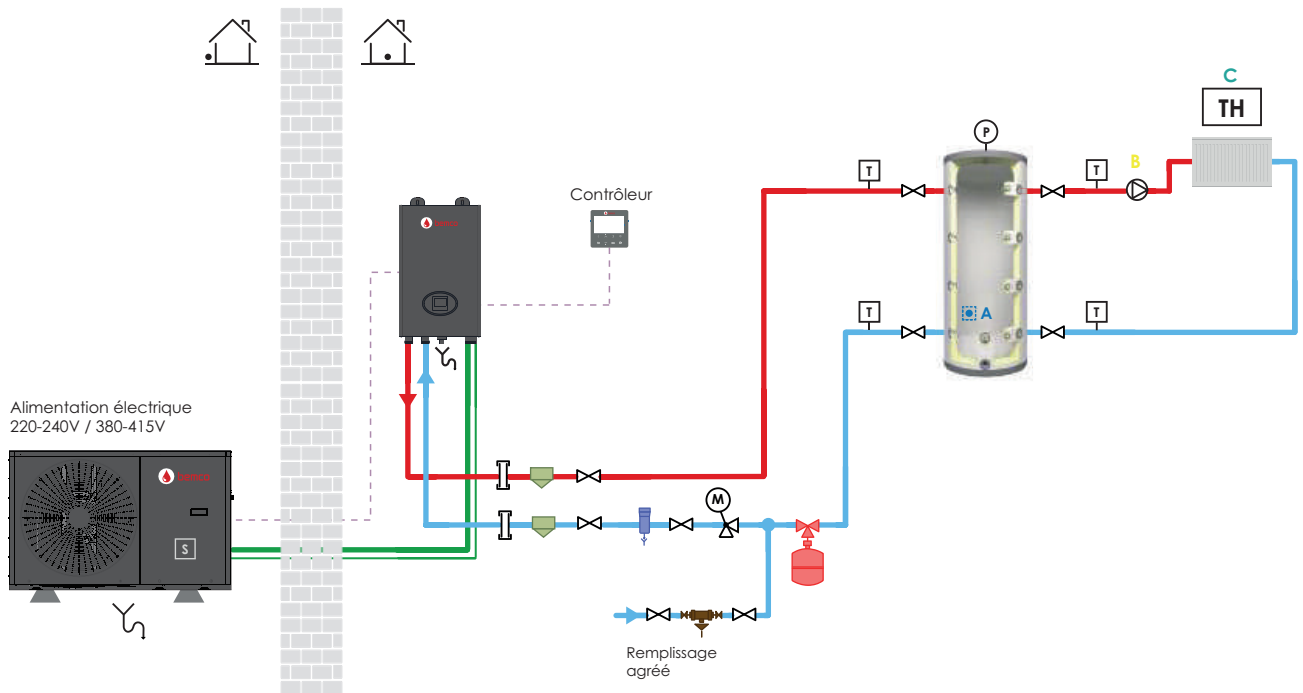 C
TH
P
T
T
B
Contrôleur
T
A
T
Alimentation électrique
220-240V / 380-415V
M
S
Remplissage
agréé